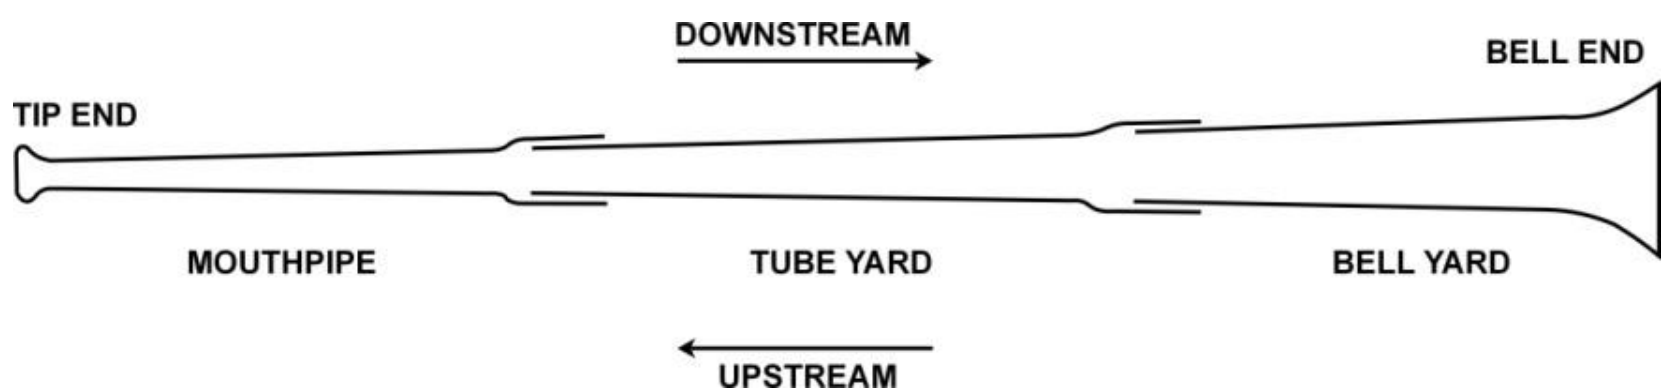 DOWNSTREAM
BELL END
TIP END
MOUTHPIPE
TUBE YARD
BELL YARD
UPSTREAM